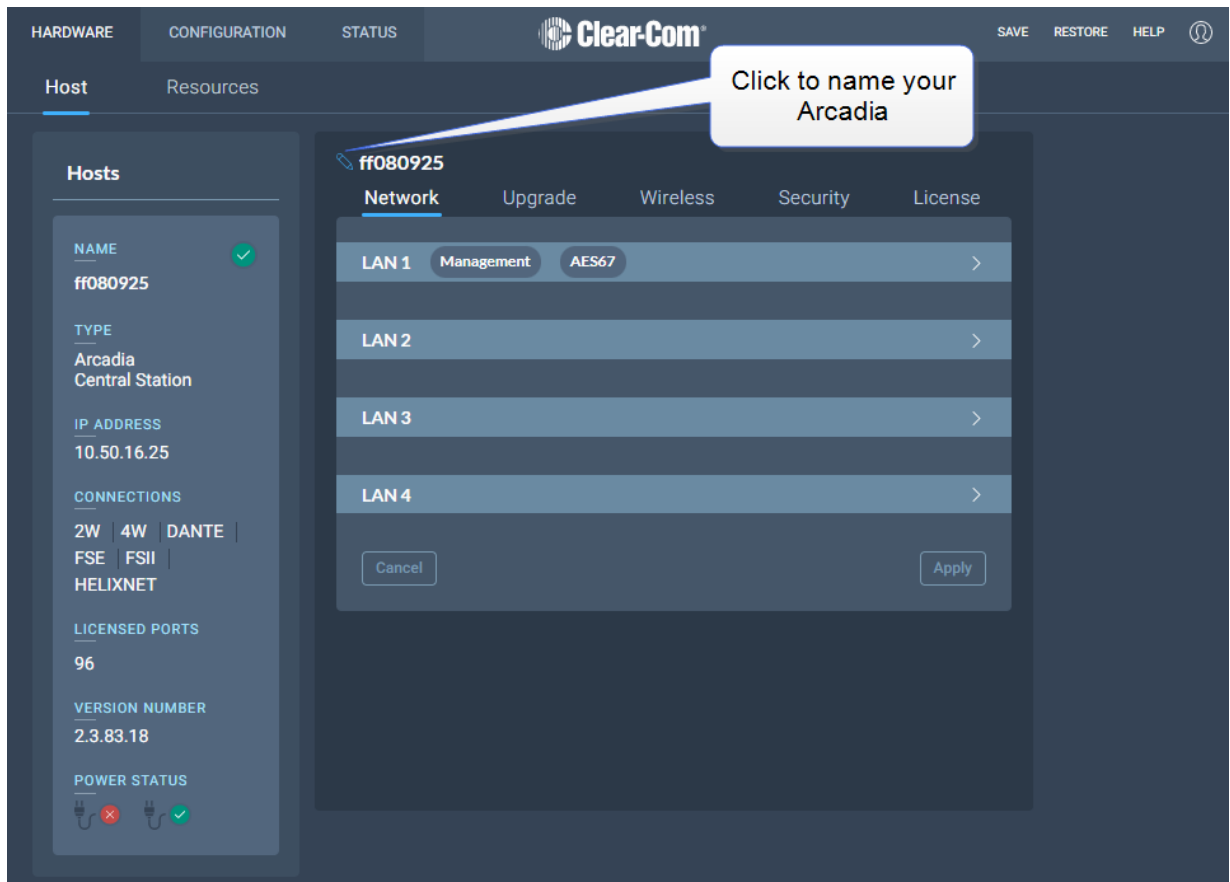 HARDWARE CONFIGURATION STATUS Clear-Com® SAVE RESTORE HELP
Host Resources
Click to name your
Arcadia
Hosts
NAME
ff080925
TYPE
Arcadia
Central Station
IP ADDRESS
10.50.16.25
CONNECTIONS
2W | 4W | DANTE |
FSE | FSII |
HELIXNET
LICENSED PORTS
96
VERSION NUMBER
2.3.83.18
POWER STATUS
ff080925
Network Upgrade Wireless Security License
LAN 1 Management AES67
LAN 2
LAN 3
LAN 4
Cancel Apply